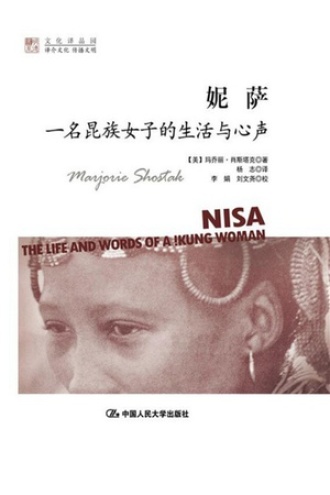 文化译品园
译介文化 传播文明
妮 萨
一名昆族女子的生活与心声
【美】玛乔丽·肖斯塔克 著
杨 志 译
李 娟 刘文尧 校
Marjorie Shostak
NISA
THE LIFE AND WORDS OF A !KUNG WOMAN
中国人民大学出版社